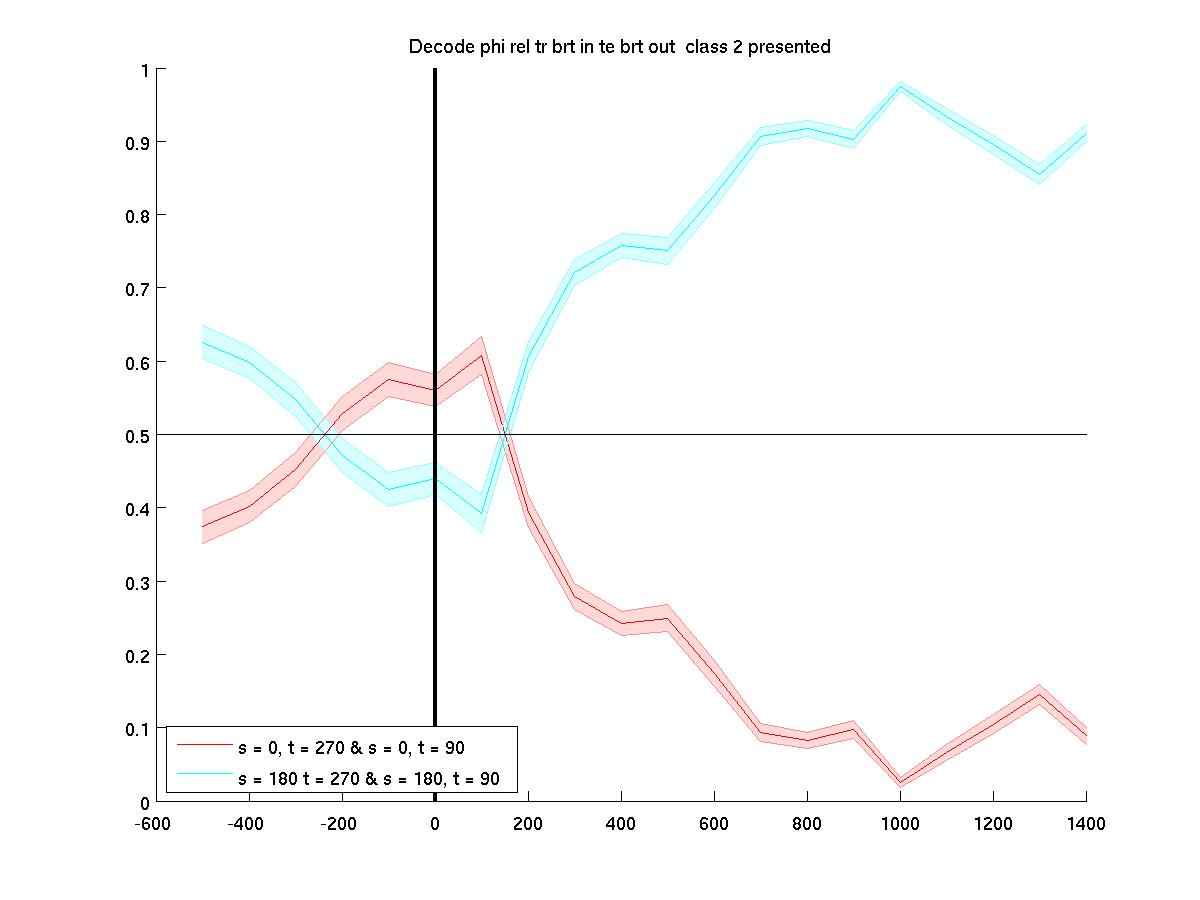 Decode phi rel tr brt in te brt out  class 2 presented
1
0.9
0.8
0.7
0.6
0.5
0.4
0.3
0.2
0.1
0
s = 0, t = 270 & s = 0, t = 90
s = 180 t = 270 & s = 180, t = 90
-600 -400 -200 0 200 400 600 800 1000 1200 1400